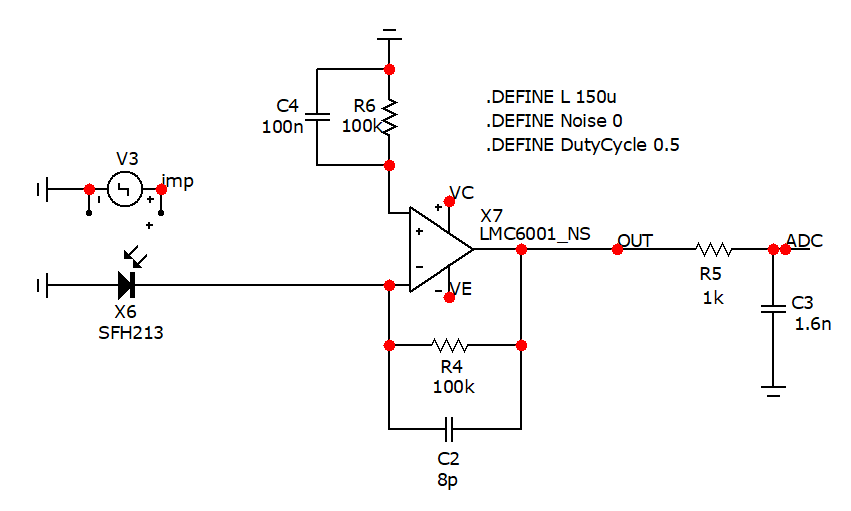 .DEFINE L 150u
C4
R6
100n
100k
.DEFINE Noise 0
.DEFINE DutyCycle 0.5
V3
imp
VC
X7
LMC6001_NS
OUT
ADC
R5
1k
VE
C3
1.6n
X6
SFH213
R4
100k
C2
8p